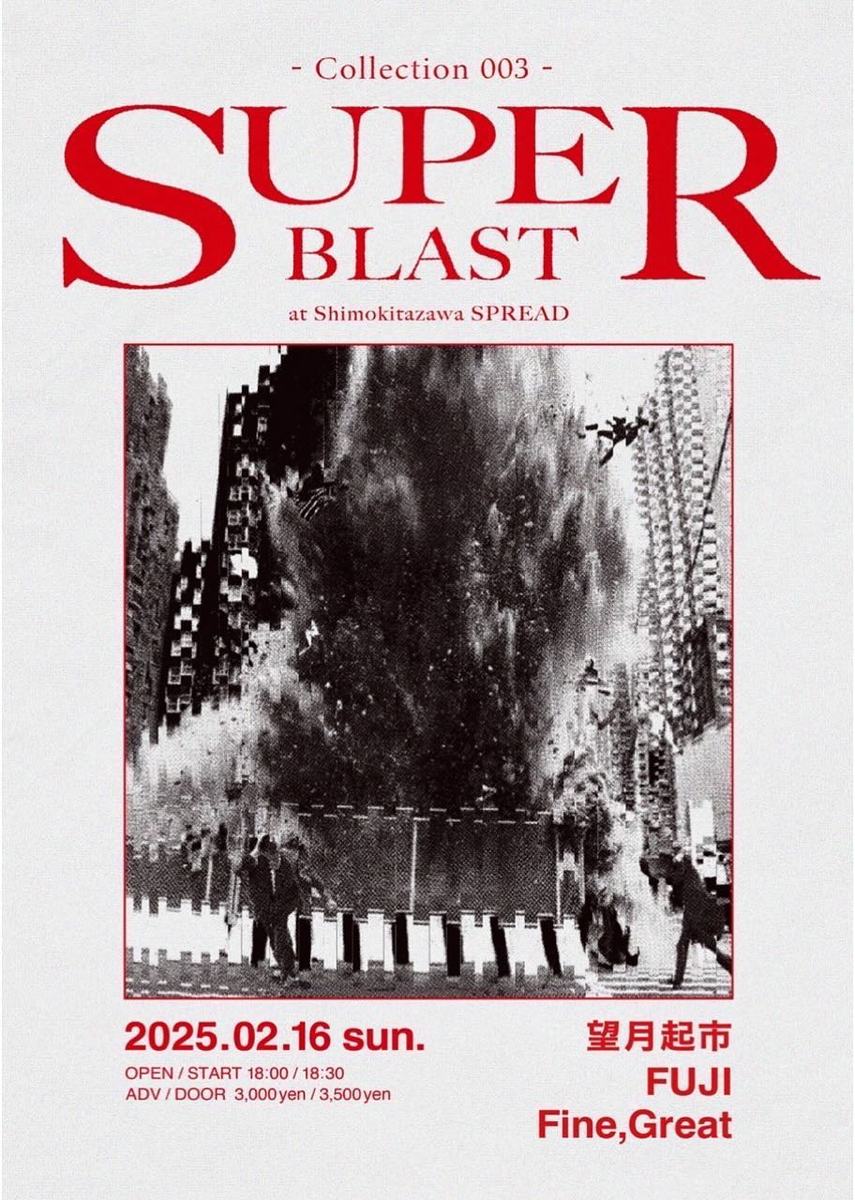 - Collection 003 -
SUPER
BLAST
at Shimokitazawa SPREAD
2025.02.16 sun.
OPEN / START 18:00 / 18:30
ADV / DOOR 3,000yen / 3,500yen
望月起市
FUJI
Fine,Great